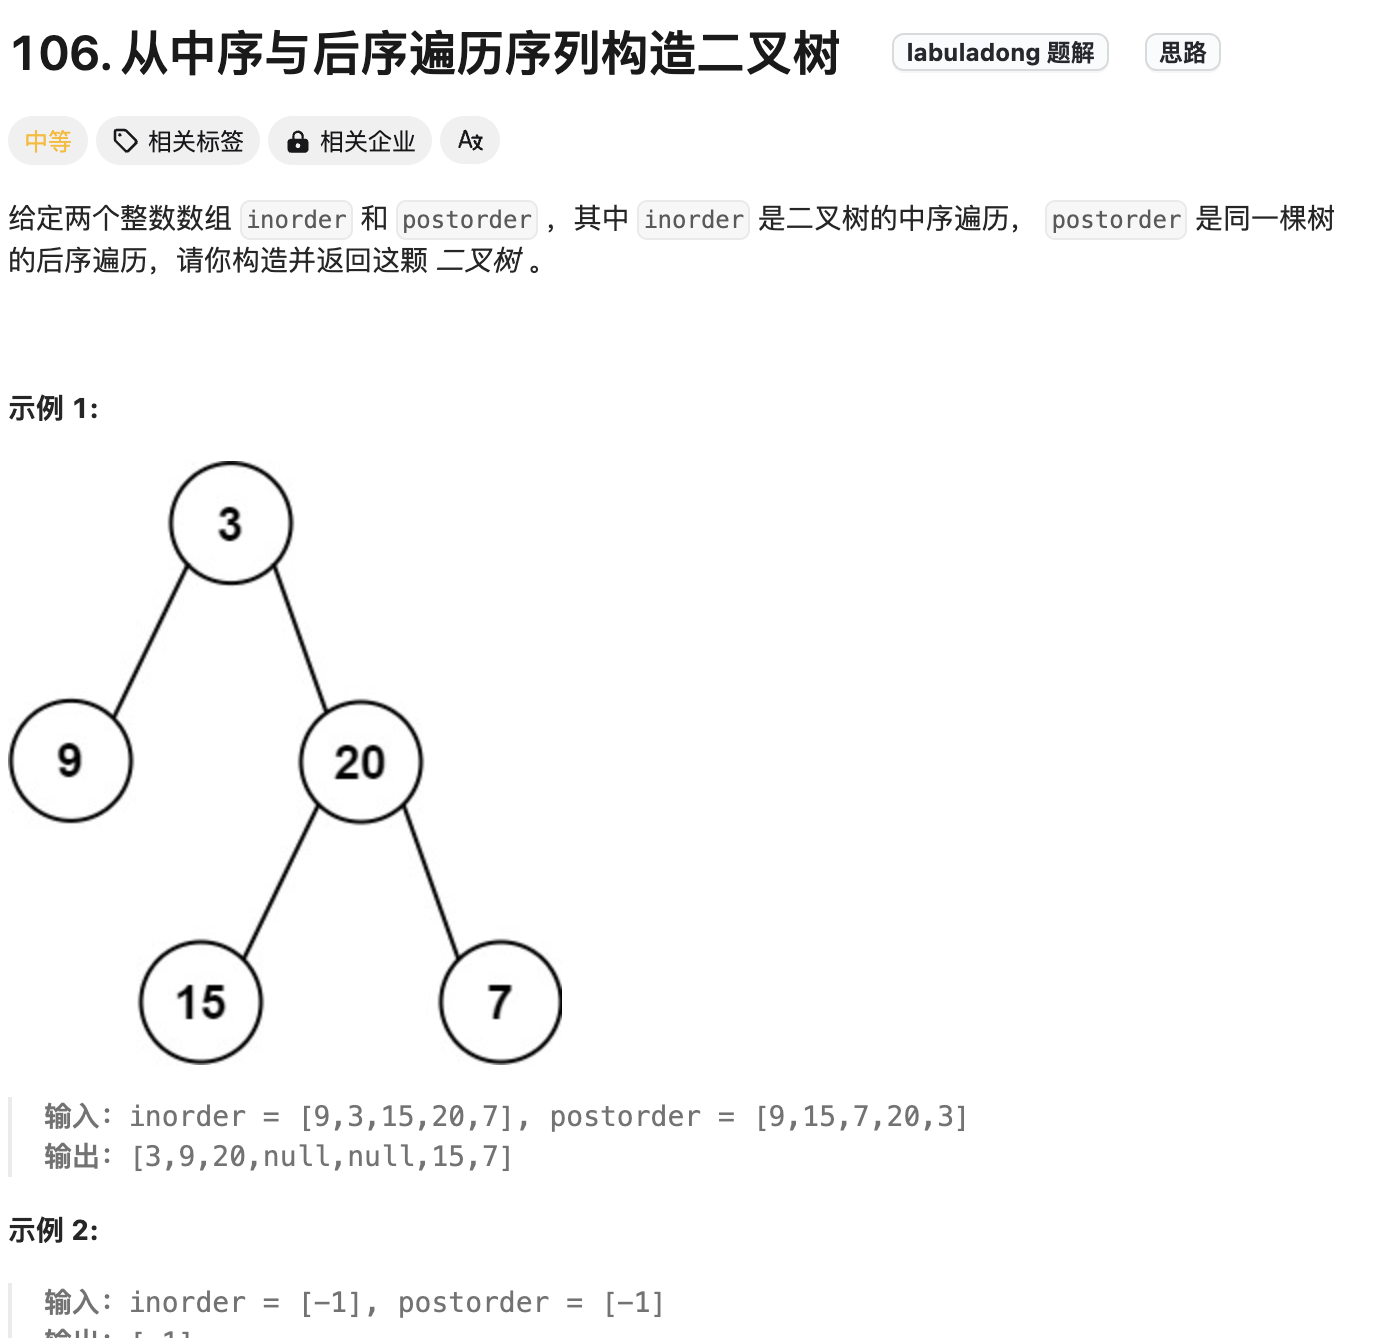 106. 从中序与后序遍历序列构造二叉树 labuladong 题解 思路
中等 相关标签 相关企业 A文
给定两个整数数组 inorder 和 postorder ，其中 inorder 是二叉树的中序遍历， postorder 是同一棵树
的后序遍历，请你构造并返回这颗 二叉树 。
示例 1:
3
9
20
15
7
输入：inorder = [9,3,15,20,7], postorder = [9,15,7,20,3]
输出：[3,9,20,null,null,15,7]
示例 2:
输入：inorder = [-1], postorder = [-1]
输出：[-1]